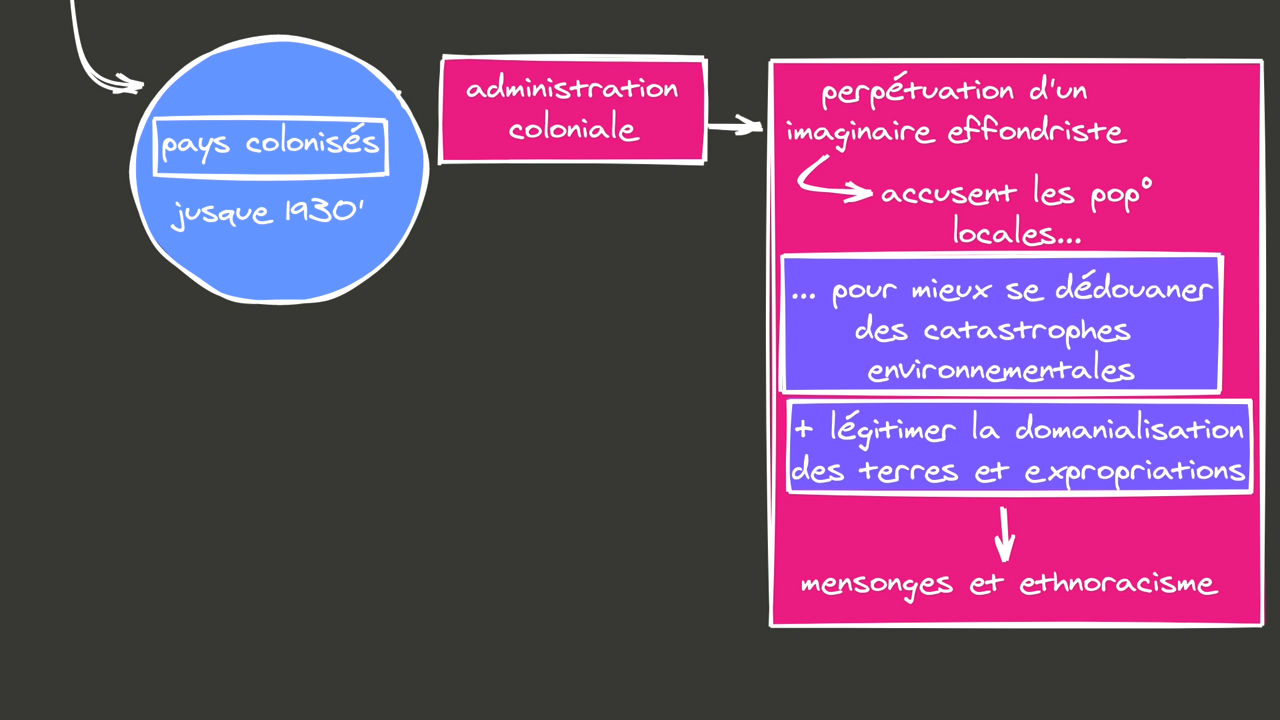 pays colonisés
jusque 1930'
administration
coloniale
perpétuation d'un
imaginaire effondriste
accusent les pop°
locales...
... pour mieux se dédouaner
des catastrophes
environnementales
+ légitimer la domanialisation
des terres et expropriations
mensonges et ethnoracisme